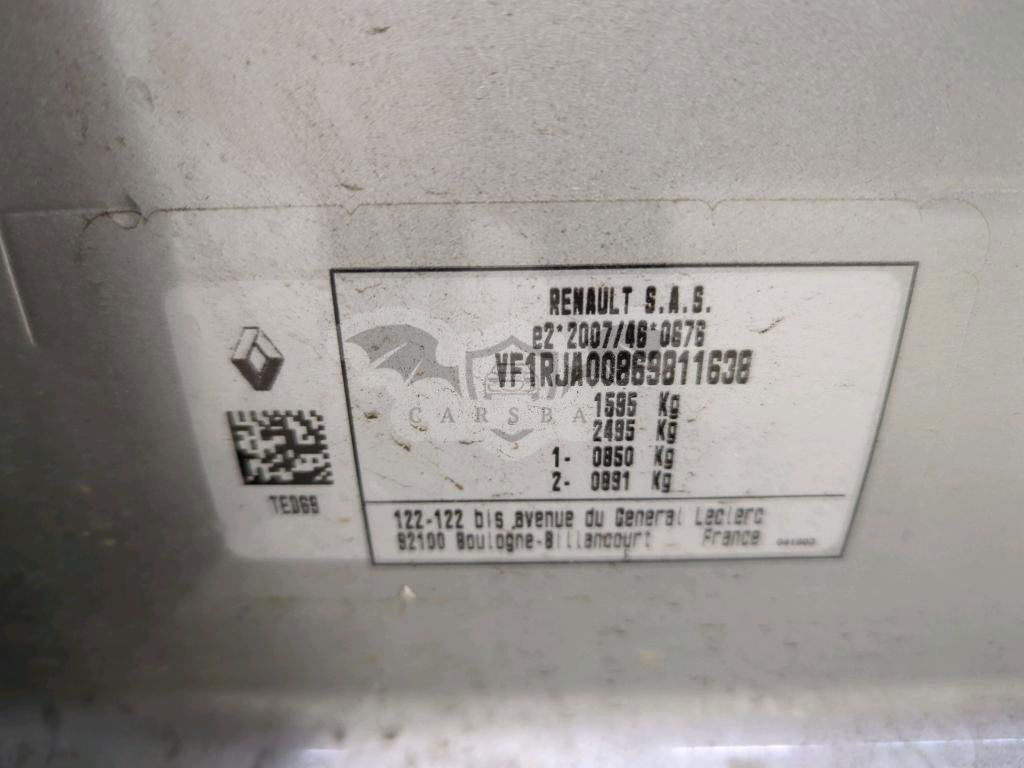 RENAULT S.A.S.
e2*2007/46*0676
VF1RJA00869811638
1595 Kg
2495 Kg
1- 0850 Kg
2- 0891 Kg
TED69
122-122 bis avenue du General Leclerc
92100 Boulogne-Billancourt France
CARSBA